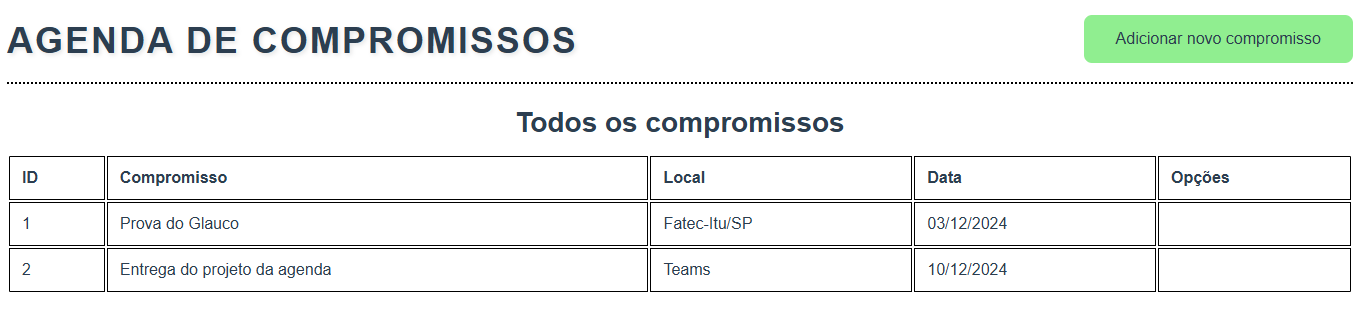 AGENDA DE COMPROMISSOS
Adicionar novo compromisso
Todos os compromissos
ID Compromisso Local Data Opções
1 Prova do Glauco Fatec-Itu/SP 03/12/2024
2 Entrega do projeto da agenda Teams 10/12/2024